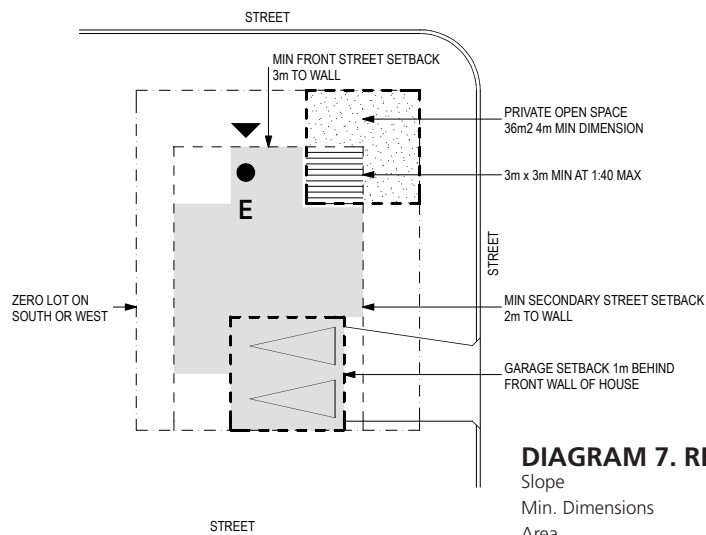 STREET
MIN FRONT STREET SETBACK
3m TO WALL
PRIVATE OPEN SPACE
36m2 4m MIN DIMENSION
3m x 3m MIN AT 1:40 MAX
E
STREET
ZERO LOT ON
SOUTH OR WEST
MIN SECONDARY STREET SETBACK
2m TO WALL
GARAGE SETBACK 1m BEHIND
FRONT WALL OF HOUSE
DIAGRAM 7.
Slope
Min. Dimensions
Area
STREET